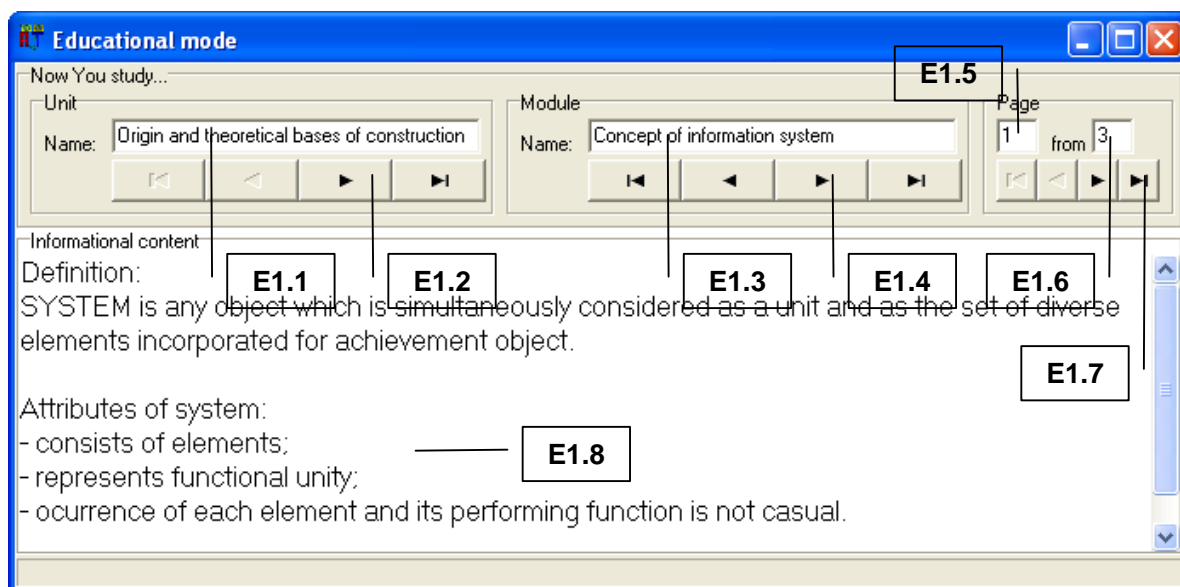 Educational mode
Now You study...
E1.5
Unit
Module
Page
Name: Origin and theoretical bases of construction
Name: Concept of information system
1 from 3
Informational content
E1.1 E1.2 E1.3 E1.4 E1.6
Definition:
SYSTEM is any object which is simultaneously considered as a unit and as the set of diverse
elements incorporated for achievement object.
E1.7
Attributes of system:
- consists of elements;
E1.8
- represents functional unity;
- ocurrence of each element and its performing function is not casual.